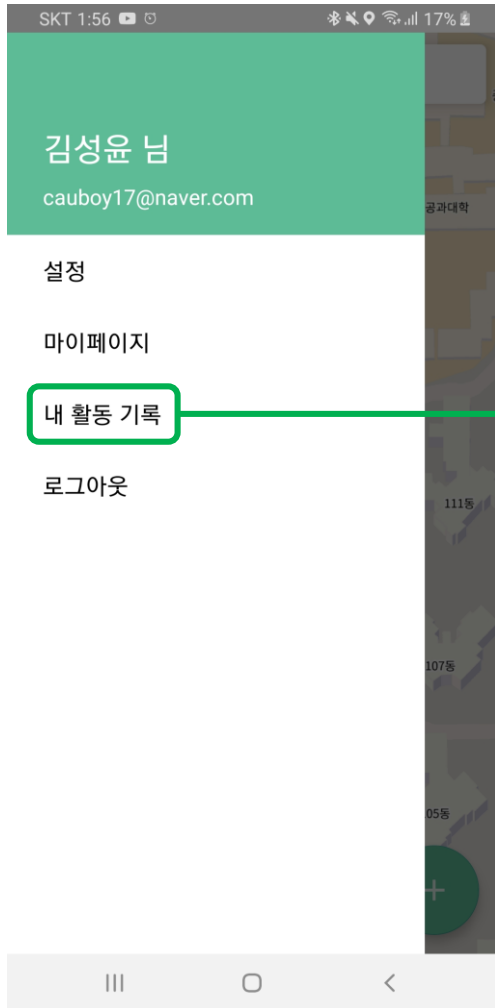 SKT 1:56 17%
김성윤 님
cauboy17@naver.com
공과대학
설정
마이페이지
내 활동 기록
로그아웃
111동
107동
05동